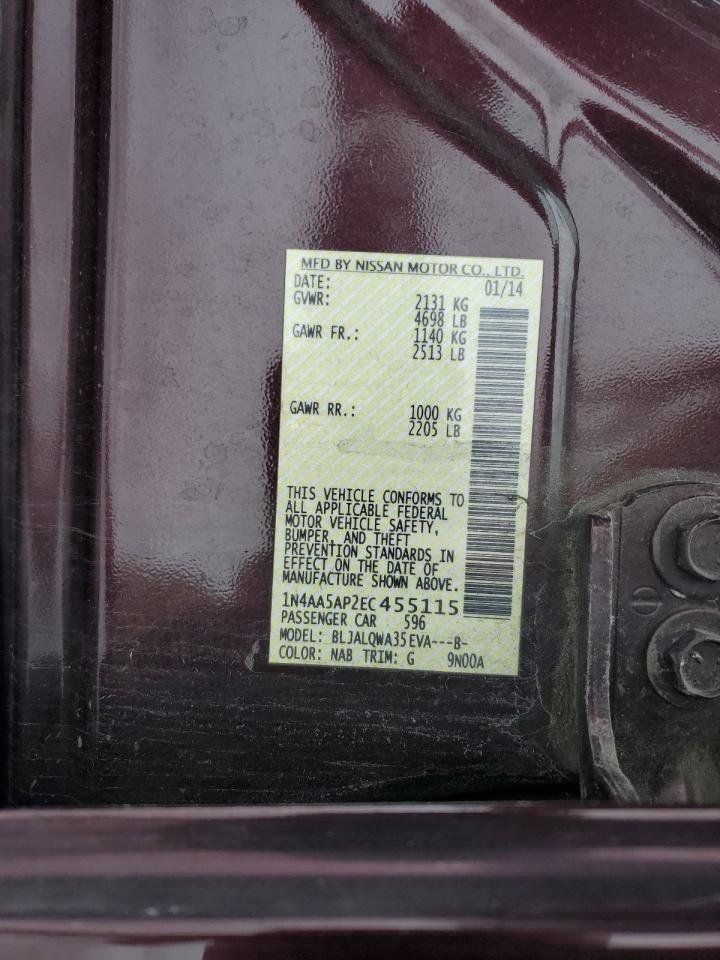 MFD BY NISSAN MOTOR CO., LTD.
DATE: 01/14
GVWR: 2131 KG
4698 LB
GAWR FR.: 1140 KG
2513 LB
GAWR RR.: 1000 KG
2205 LB
THIS VEHICLE CONFORMS TO
ALL APPLICABLE FEDERAL
MOTOR VEHICLE SAFETY,
BUMPER, AND THEFT
PREVENTION STANDARDS IN
EFFECT ON THE DATE OF
MANUFACTURE SHOWN ABOVE.
1N4AA5AP2EC455115
PASSENGER CAR 596
MODEL: BLJALQWA35EVA---B-
COLOR: NAB TRIM: G 9N00A